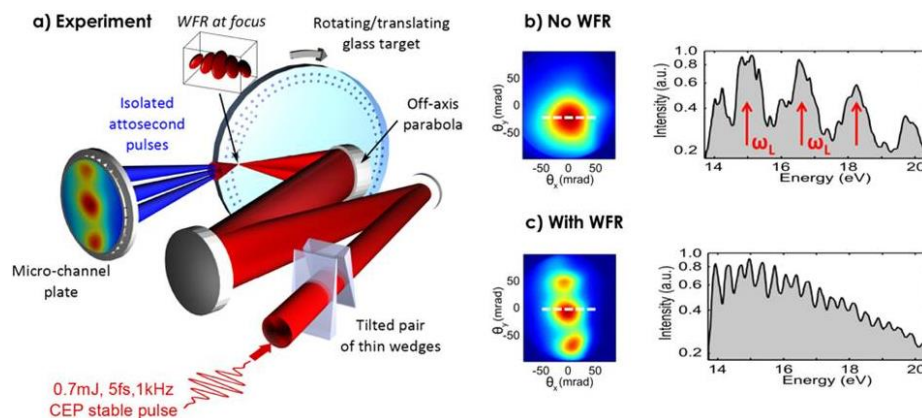 a) Experiment
WFR at focus
Rotating/translating
glass target
Isolated
attosecond
pulses
Off-axis
parabola
Micro-channel
plate
Tilted pair
of thin wedges
0.7mJ, 5fs,1kHz
CEP stable pulse
b) No WFR
θy (mrad)
50
0
-50
-50 0 50
θx (mrad)
Intensity (a.u.)
1.0
0.8
0.4
0.2
ωL ωL
14 15 16 17 18 19 20
Energy (eV)
c) With WFR
θy (mrad)
100
50
0
-50
-50 0 50
θx (mrad)
Intensity (a.u.)
1.0
0.8
0.4
0.2
14 16 18 20
Energy (eV)